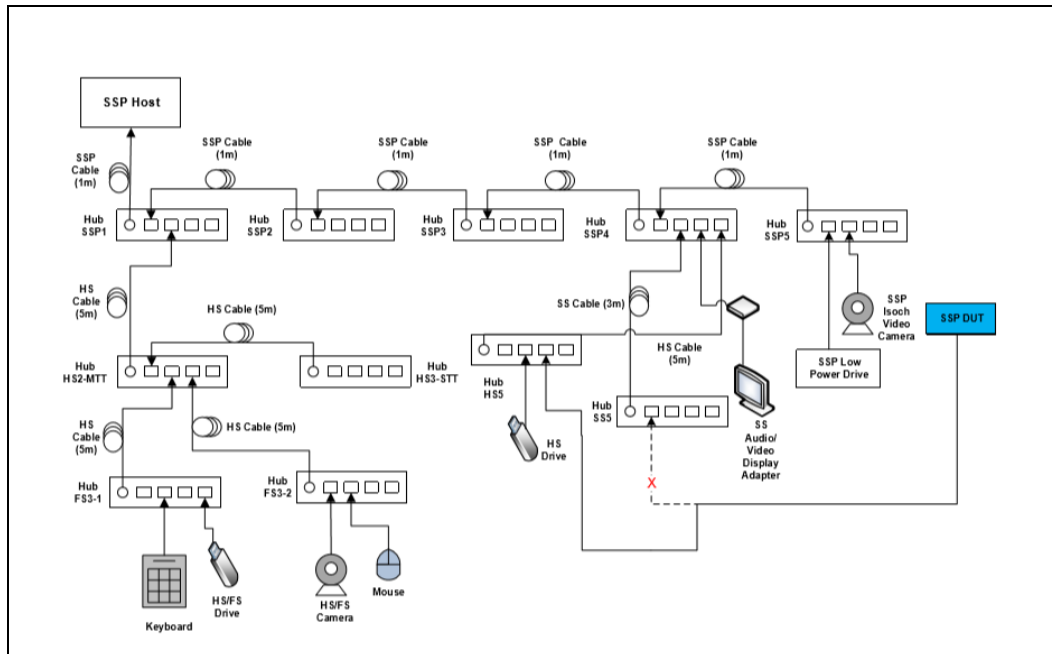 SSP Host
SSP
Cable
(1m)
SSP Cable
(1m)
SSP Cable
(1m)
SSP Cable
(1m)
SSP Cable
(1m)
Hub
SSP1
Hub
SSP2
Hub
SSP3
Hub
SSP4
Hub
SSP5
HS
Cable
(5m)
HS Cable (5m)
SS Cable (3m)
HS Cable
(5m)
SSP
Isoch
Video
Camera
SSP DUT
Hub
HS2-MTT
Hub
HS3-STT
Hub
HS5
SSP Low
Power Drive
HS
Cable
(5m)
HS Cable (5m)
HS
Drive
Hub
SS5
SS
Audio/
Video
Display
Adapter
X
Hub
FS3-1
Hub
FS3-2
Keyboard
HS/FS
Drive
HS/FS
Camera
Mouse